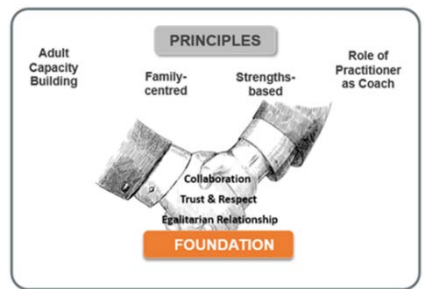 PRINCIPLES
Adult
Capacity
Building
Family-
centred
Strengths-
based
Role of
Practitioner
as Coach
Collaboration
Trust & Respect
Egalitarian Relationship
FOUNDATION